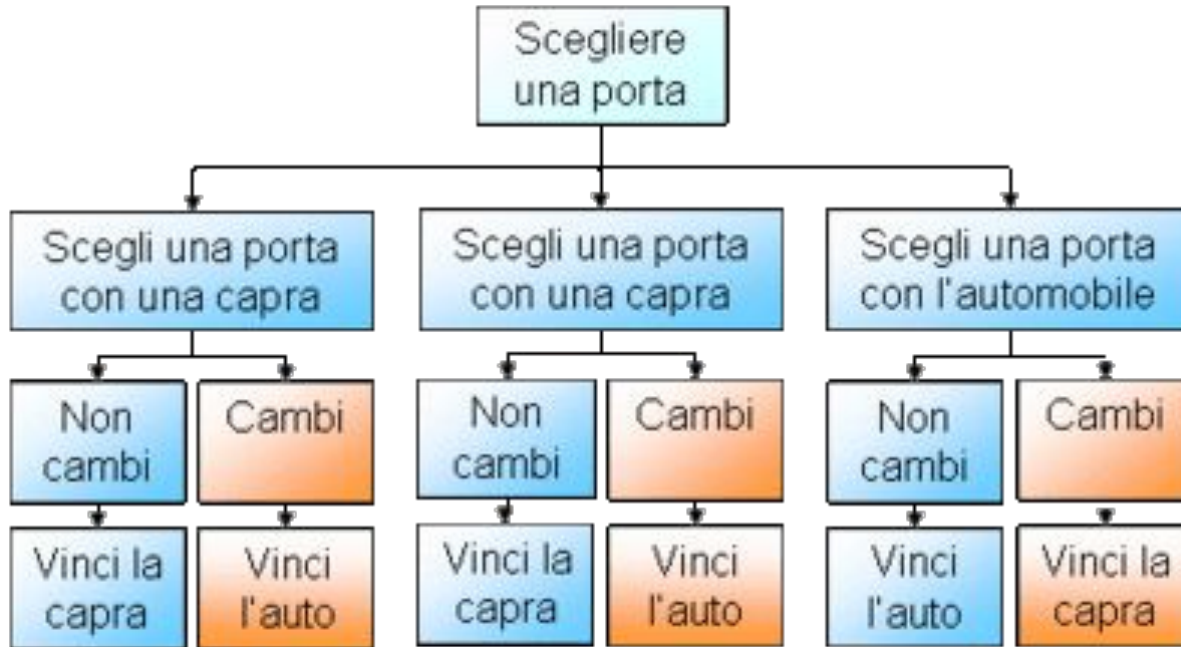 Scegliere
una porta
Scegli una porta
con una capra
Scegli una porta
con una capra
Scegli una porta
con l'automobile
Non
cambi
Cambi
Non
cambi
Cambi
Non
cambi
Cambi
Vinci la
capra
Vinci
l'auto
Vinci la
capra
Vinci
l'auto
Vinci
l'auto
Vinci la
capra